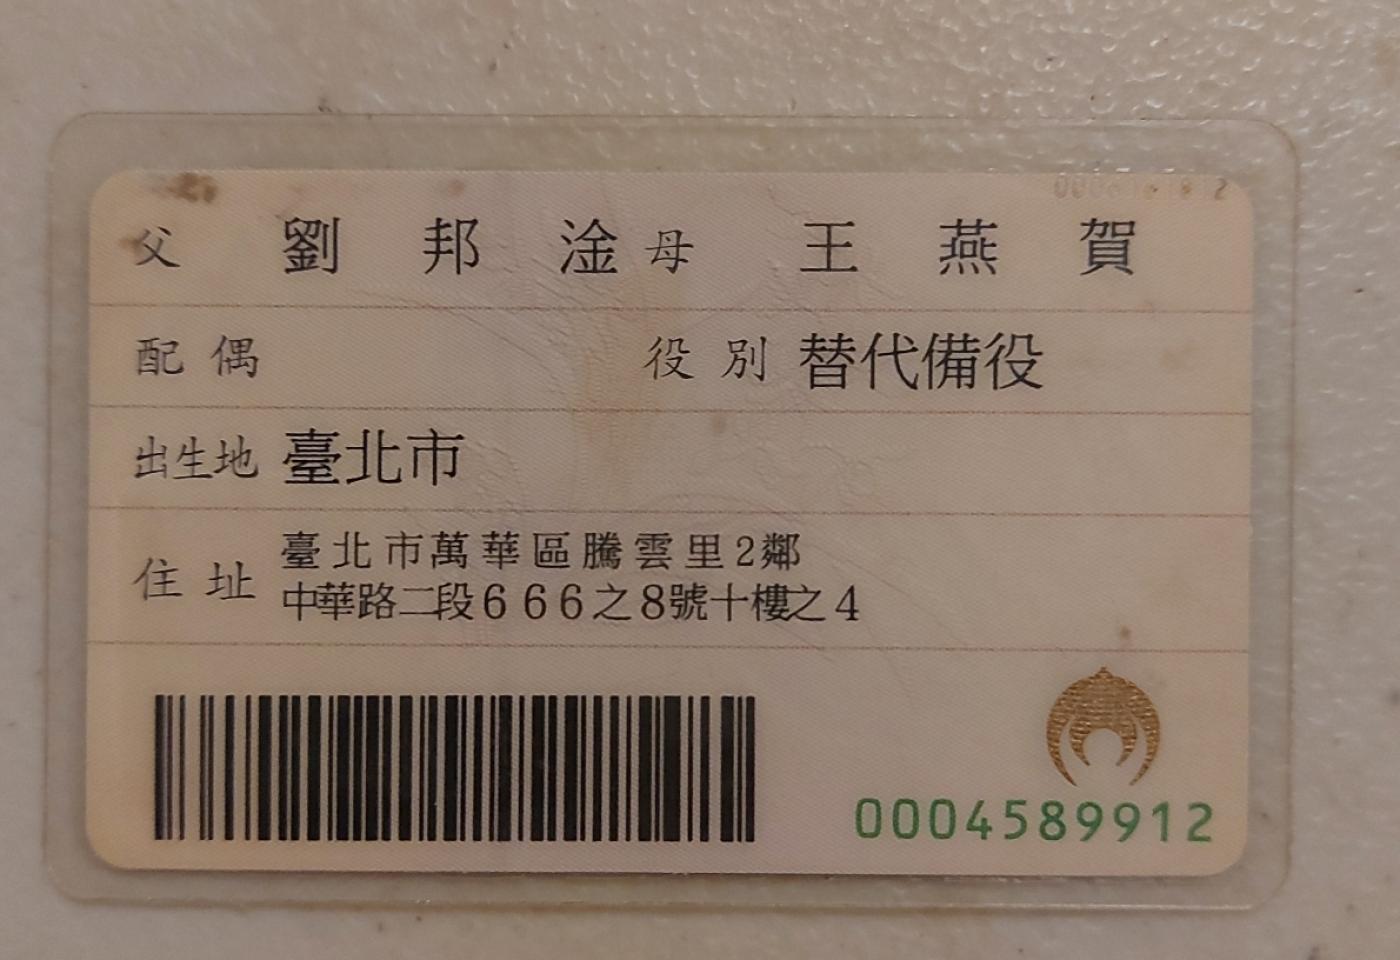 父 劉邦淦 母 王燕賀
配偶 役別 替代備役
出生地 臺北市
住址 臺北市萬華區騰雲里2鄰
中華路二段666之8號十樓之4
0004589912